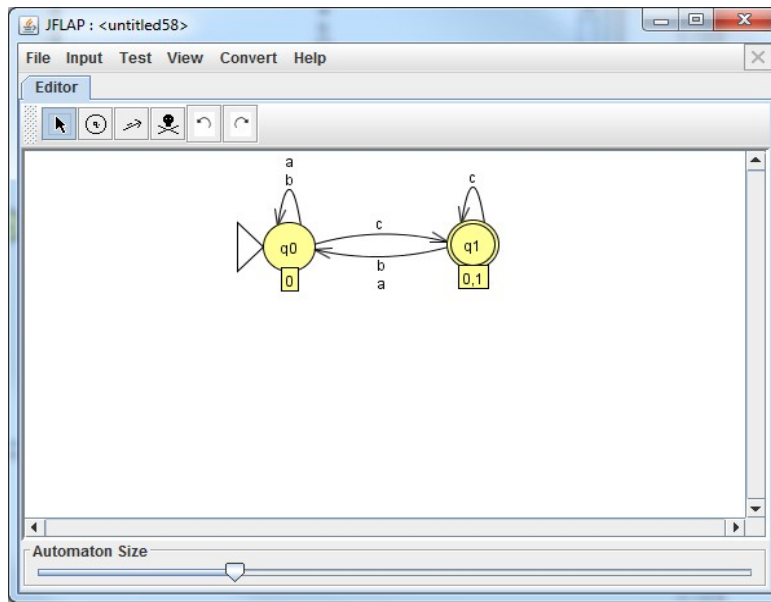 JFLAP : <untitled58>
File Input Test View Convert Help
Editor
a
b
c
c
q0
q1
b
a
0
0,1
Automaton Size